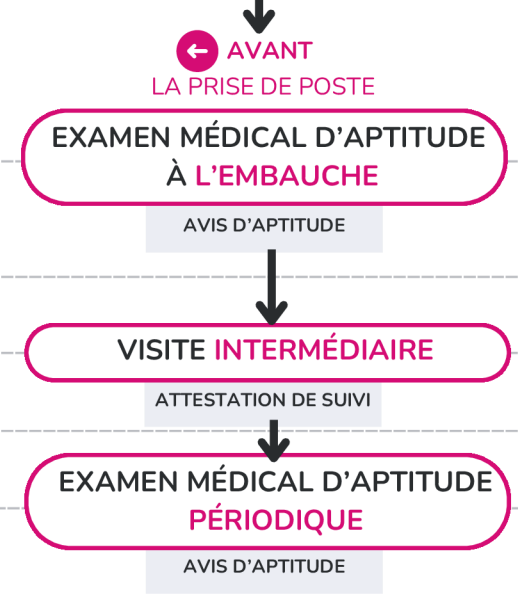 AVANT
LA PRISE DE POSTE
EXAMEN MÉDICAL D’APTITUDE
À L’EMBAUCHE
AVIS D’APTITUDE
VISITE INTERMÉDIAIRE
ATTESTATION DE SUIVI
EXAMEN MÉDICAL D’APTITUDE
PÉRIODIQUE
AVIS D’APTITUDE